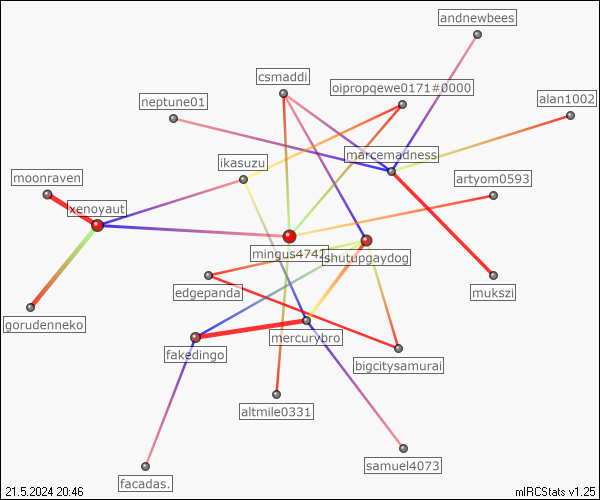 andnewbees
csmaddi
oipropqewe0171#0000
neptune01
alan1002
marcemadness
ikasuzu
moonraven
artyom0593
xenoyaut
mingus4742
shutupgaydog
edgepanda
mukszi
gorudenneko
mercurybro
fakedingo
bigcitysamurai
altmile0331
samuel4073
facadas.
21.5.2024 20:46
mIRCStats v1.25